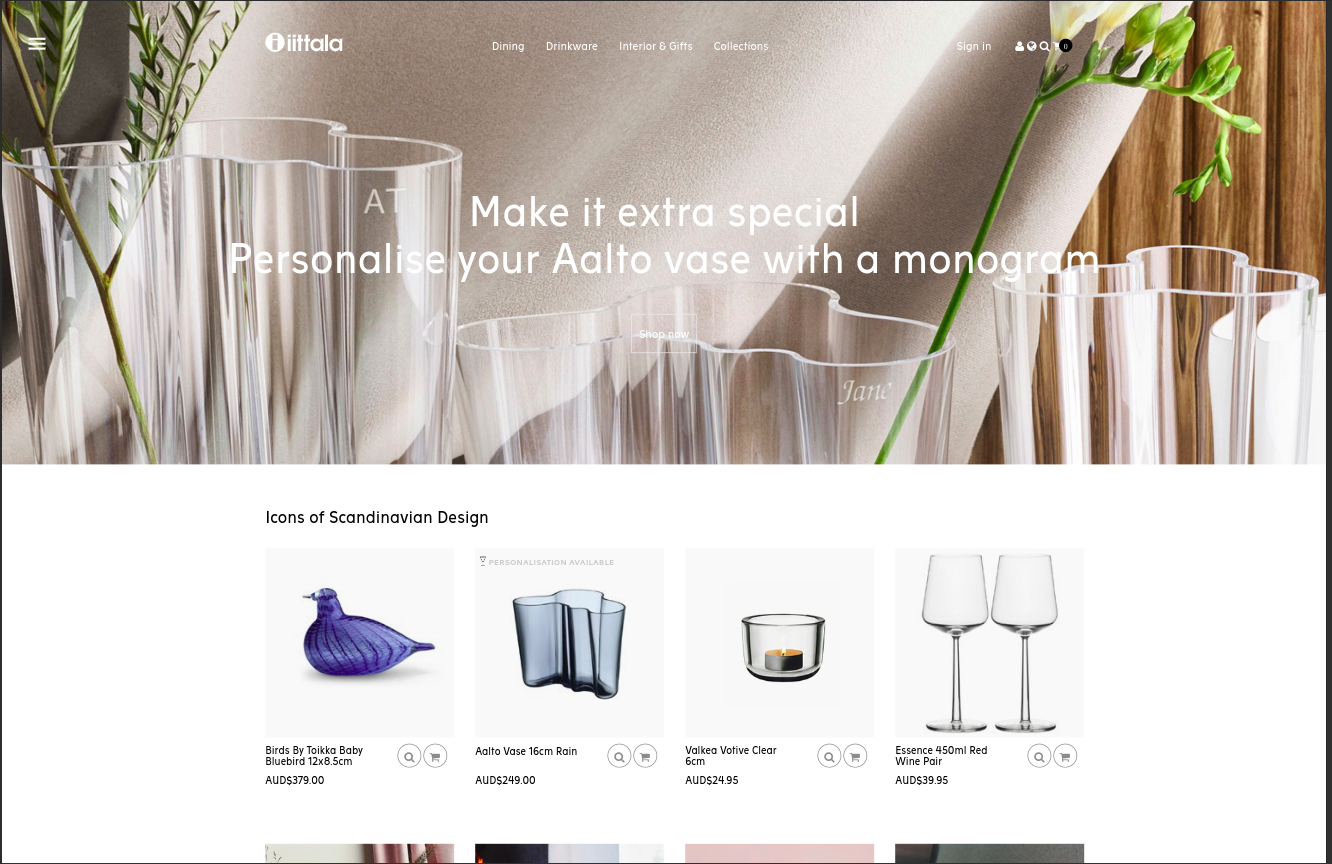 iittala
Dining Drinkware Interior & Gifts Collections
Sign in
0
AT
Make it extra special
Personalise your Aalto vase with a monogram
Shop now
Jane
Icons of Scandinavian Design
PERSONALISATION AVAILABLE
Birds By Toikka Baby
Bluebird 12x8.5cm
AUD$379.00
Aalto Vase 16cm Rain
AUD$249.00
Valkea Votive Clear
6cm
AUD$24.95
Essence 450ml Red
Wine Pair
AUD$39.95